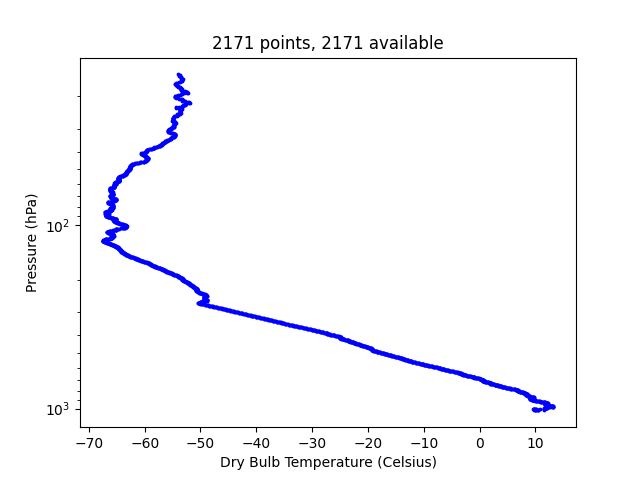 2171 points, 2171 available
Pressure (hPa)
10²
10³
−70 −60 −50 −40 −30 −20 −10 0 10
Dry Bulb Temperature (Celsius)